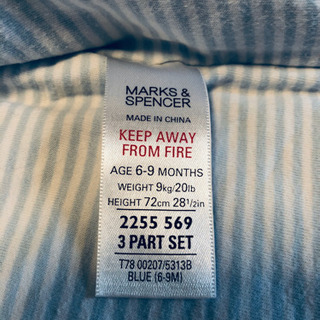 MARKS &
SPENCER
MADE IN CHINA
KEEP AWAY
FROM FIRE
AGE 6-9 MONTHS
WEIGHT 9kg/20lb
HEIGHT 72cm 28½in
2255 569
3 PART SET
T78 00207/5313B
BLUE (6-9M)